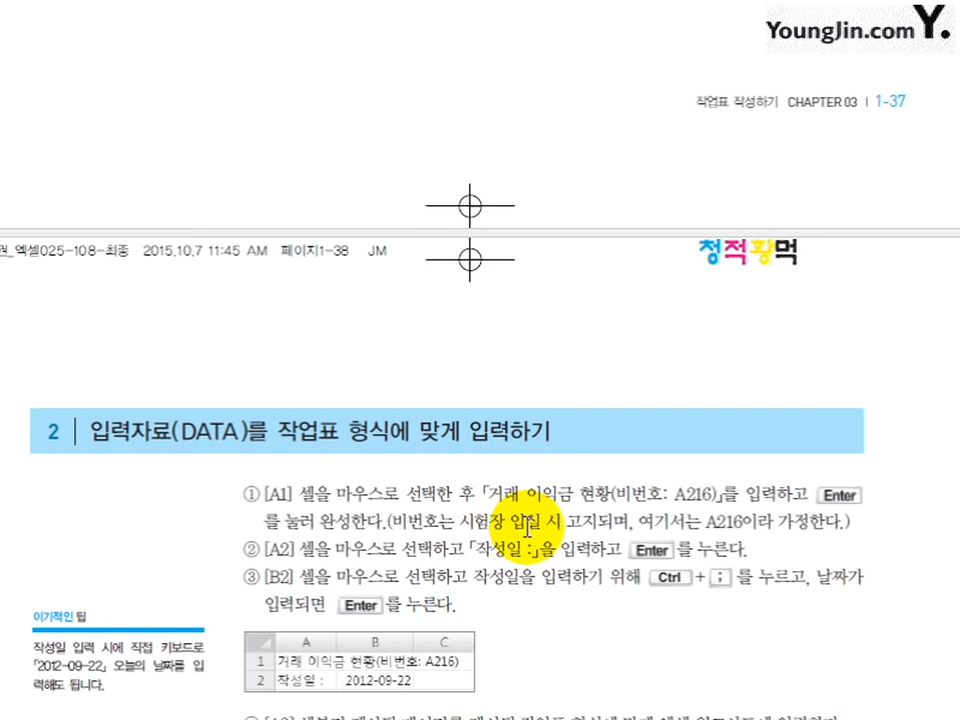 YoungJin.com Y.
작업표 작성하기 CHAPTER 03 | 1-37
권_엑셀025-108-최종 2015.10.7 11:45 AM 페이지1-38 JM
청적황먹
2 | 입력자료(DATA)를 작업표 형식에 맞게 입력하기
① [A1] 셀을 마우스로 선택한 후 「거래 이익금 현황(비번호: A216)」를 입력하고 Enter
를 눌러 완성한다.(비번호는 시험장 입실 시 고지되며, 여기서는 A216이라 가정한다.)
② [A2] 셀을 마우스로 선택하고 「작성일 :」을 입력하고 Enter 를 누른다.
③ [B2] 셀을 마우스로 선택하고 작성일을 입력하기 위해 Ctrl + ; 를 누르고, 날짜가
입력되면 Enter 를 누른다.
이기적인 팁
작성일 입력 시에 직접 키보드로
「2012-09-22」 오늘의 날짜를 입
력해도 됩니다.
A B C
1 거래 이익금 현황(비번호: A216)
2 작성일 : 2012-09-22